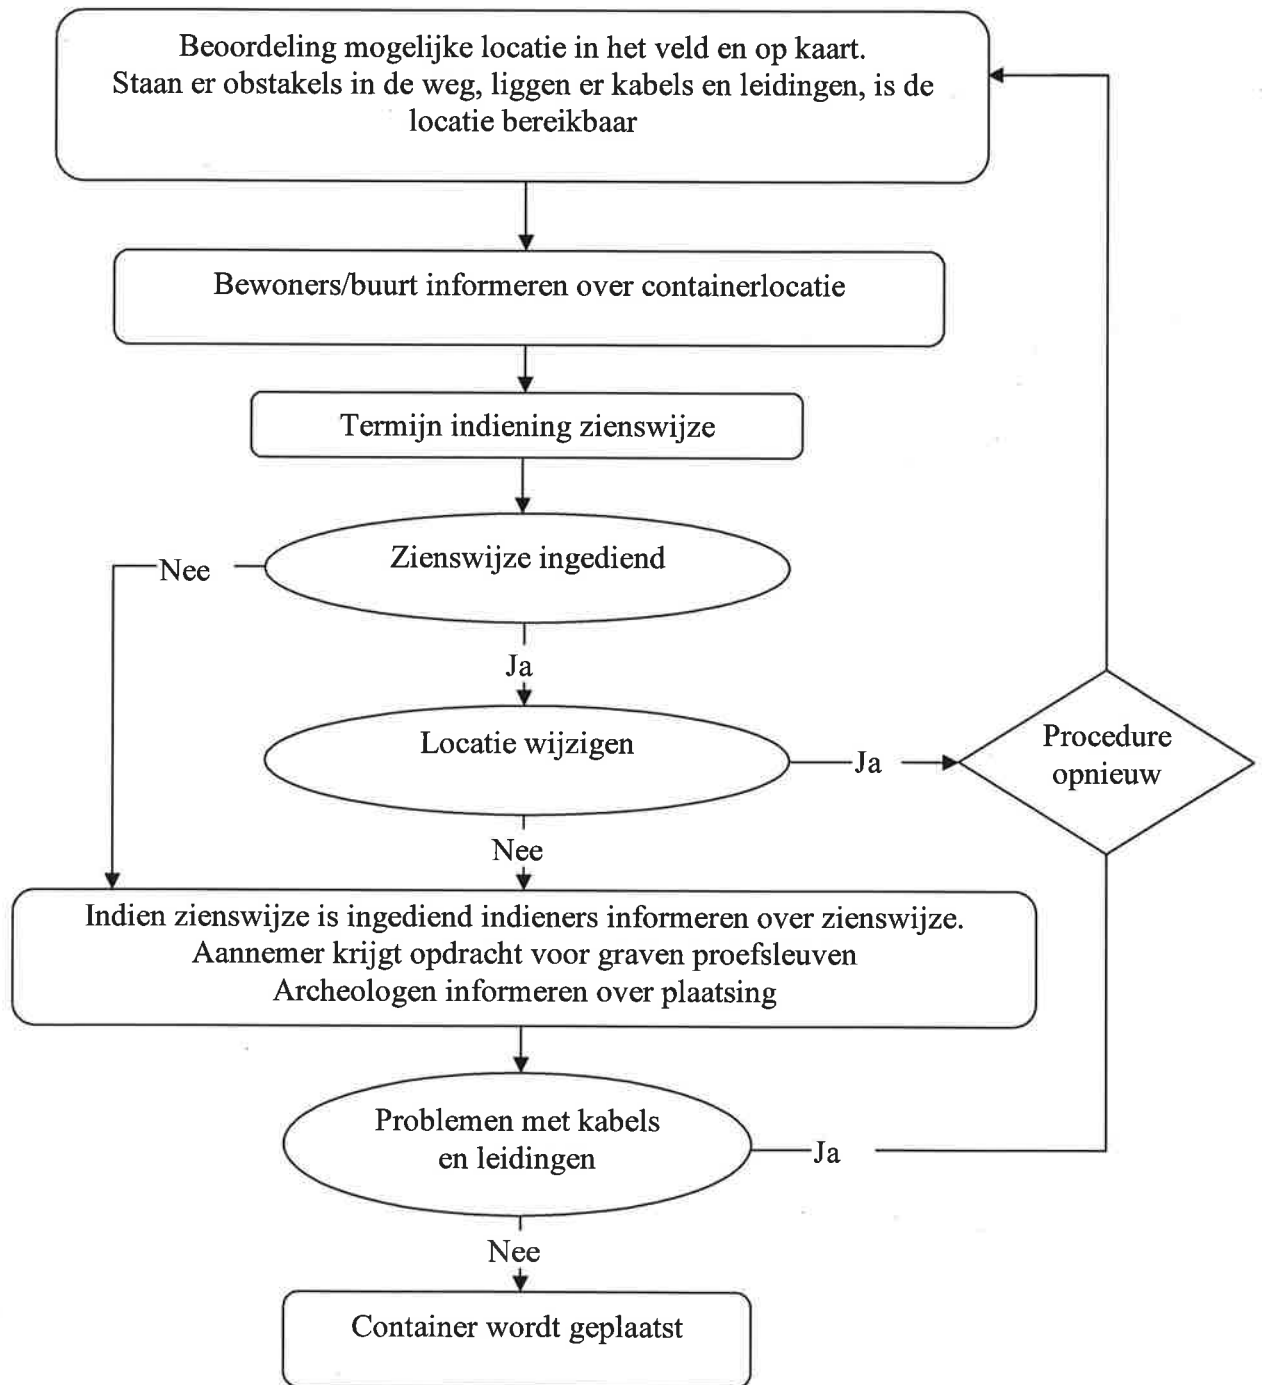 Beoordeling mogelijke locatie in het veld en op kaart.
Staan er obstakels in de weg, liggen er kabels en leidingen, is de
locatie bereikbaar
Bewoners/buurt informeren over containerlocatie
Termijn indiening zienswijze
Zienswijze ingediend
Nee
Ja
Locatie wijzigen
Ja
Procedure
opnieuw
Nee
Indien zienswijze is ingediend indieners informeren over zienswijze.
Aannemer krijgt opdracht voor graven proefsleuven
Archeologen informeren over plaatsing
Problemen met kabels
en leidingen
Ja
Nee
Container wordt geplaatst